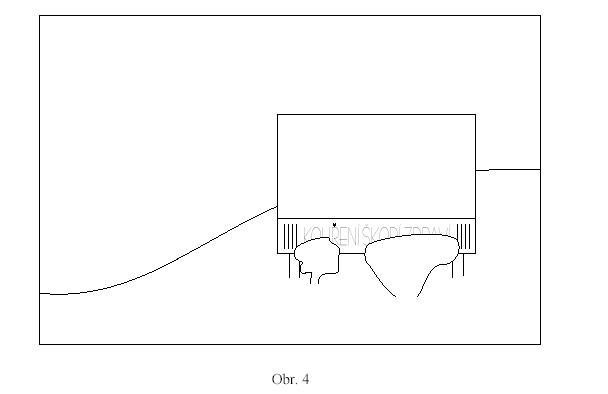 KOUŘENÍ ŠKODÍ ZDRAVÍ
Obr. 4